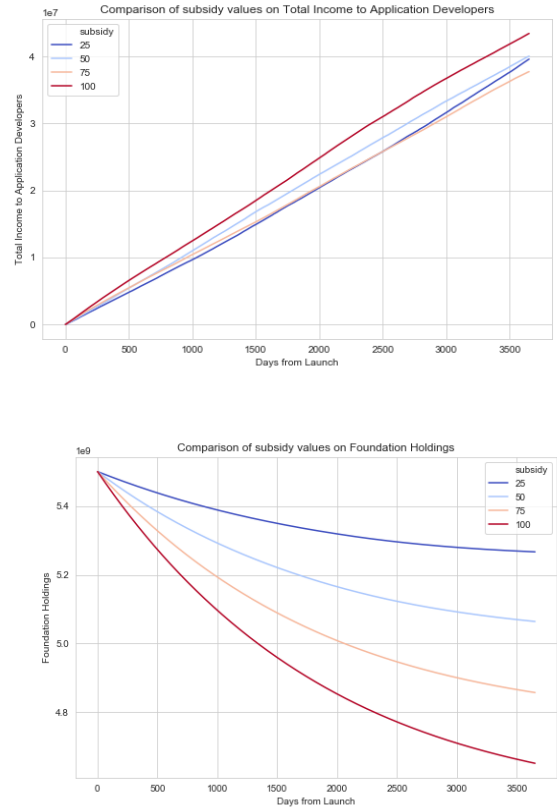 Comparison of subsidy values on Total Income to Application Developers
1e7
subsidy
25
50
75
100
4
3
2
1
0
Total Income to Application Developers
0 500 1000 1500 2000 2500 3000 3500
Days from Launch
Comparison of subsidy values on Foundation Holdings
1e9
subsidy
25
50
75
100
5.4
5.2
5.0
4.8
Foundation Holdings
0 500 1000 1500 2000 2500 3000 3500
Days from Launch